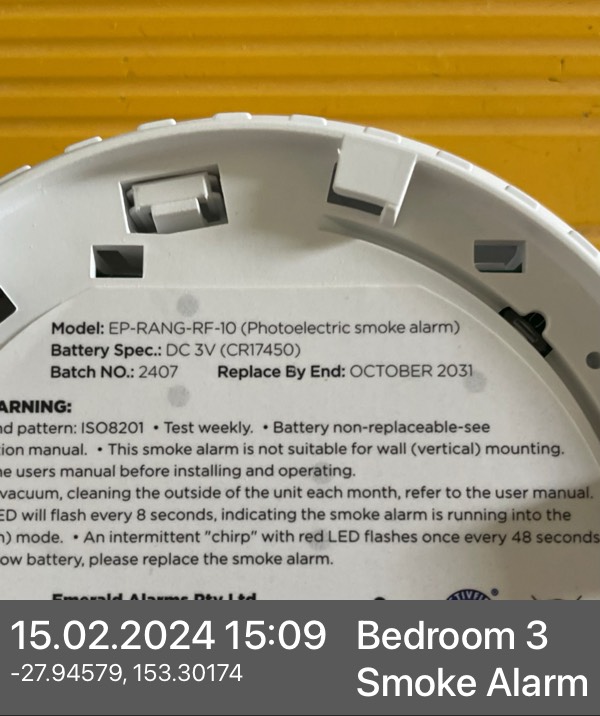 Model: EP-RANG-RF-10 (Photoelectric smoke alarm)
Battery Spec.: DC 3V (CR17450)
Batch NO.: 2407 Replace By End: OCTOBER 2031
ARNING:
nd pattern: ISO8201 • Test weekly. • Battery non-replaceable-see
ion manual. • This smoke alarm is not suitable for wall (vertical) mounting.
e users manual before installing and operating.
vacuum, cleaning the outside of the unit each month, refer to the user manual.
ED will flash every 8 seconds, indicating the smoke alarm is running into the
) mode. • An intermittent "chirp" with red LED flashes once every 48 seconds
ow battery, please replace the smoke alarm.
Emerald Alarms Pty Ltd
15.02.2024 15:09
-27.94579, 153.30174
Bedroom 3
Smoke Alarm